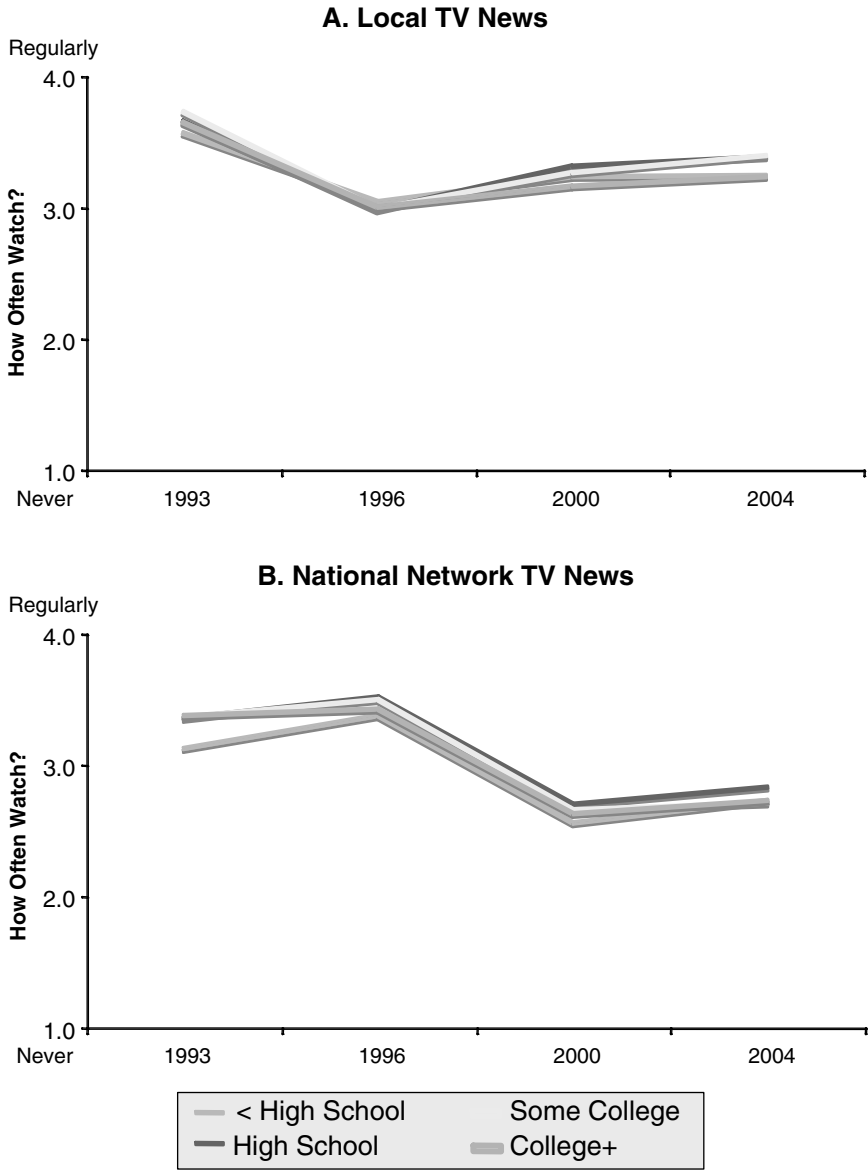 A. Local TV News
Regularly
4.0
3.0
2.0
1.0
How Often Watch?
Never 1993 1996 2000 2004
B. National Network TV News
Regularly
4.0
3.0
2.0
1.0
How Often Watch?
Never 1993 1996 2000 2004
< High School Some College
High School College+